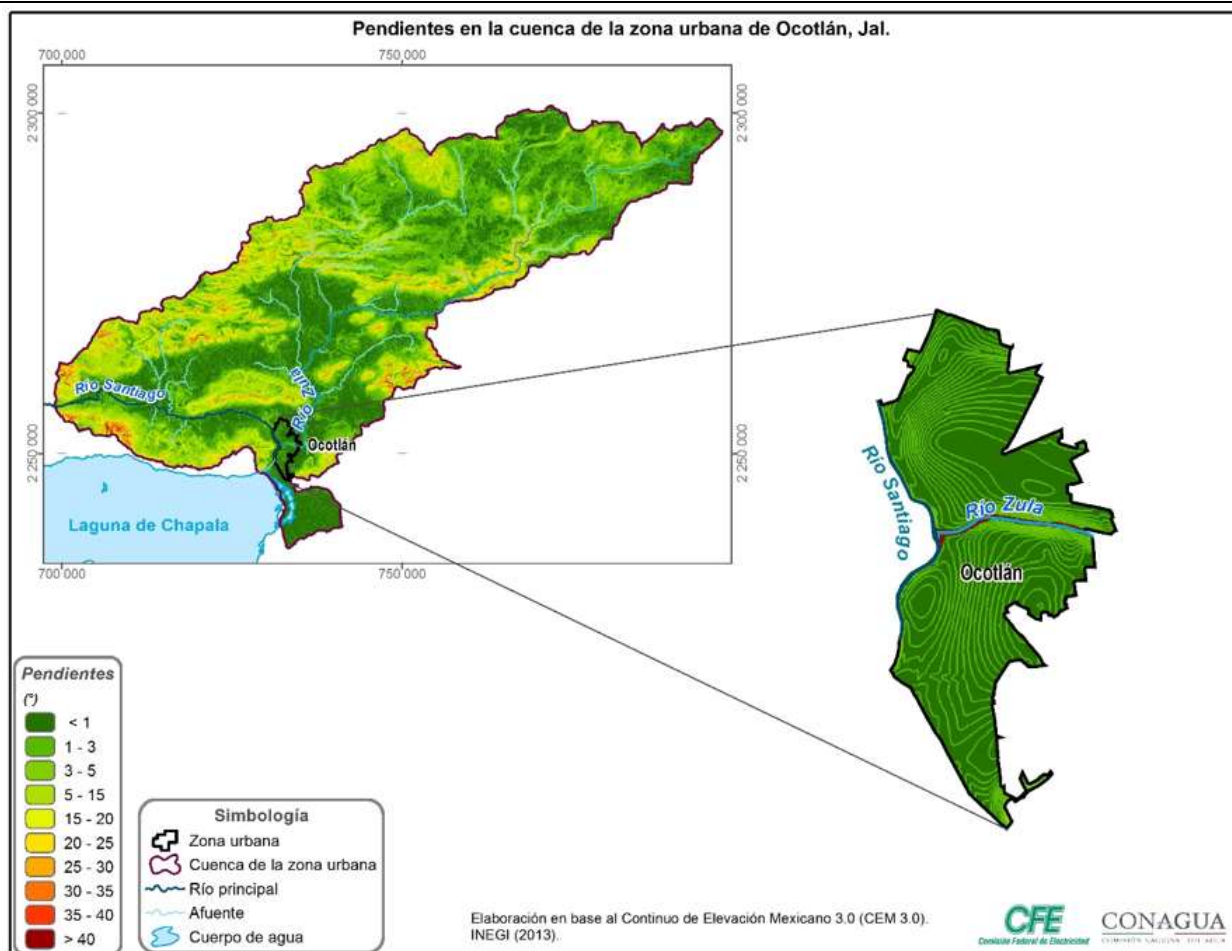 Pendientes en la cuenca de la zona urbana de Ocotlán, Jal.
700 000
750 000
2 300 000
2 300 000
Río Santiago
Río Zula
Ocotlán
2 250 000
2 250 000
Laguna de Chapala
700 000
750 000
Río Santiago
Río Zula
Ocotlán
Pendientes
(°)
< 1
1 - 3
3 - 5
5 - 15
15 - 20
20 - 25
25 - 30
30 - 35
35 - 40
> 40
Simbología
Zona urbana
Cuenca de la zona urbana
Río principal
Afuente
Cuerpo de agua
Elaboración en base al Continuo de Elevación Mexicano 3.0 (CEM 3.0).
INEGI (2013).
CFE
Comisión Federal de Electricidad
CONAGUA
COMISIÓN NACIONAL DEL AGUA